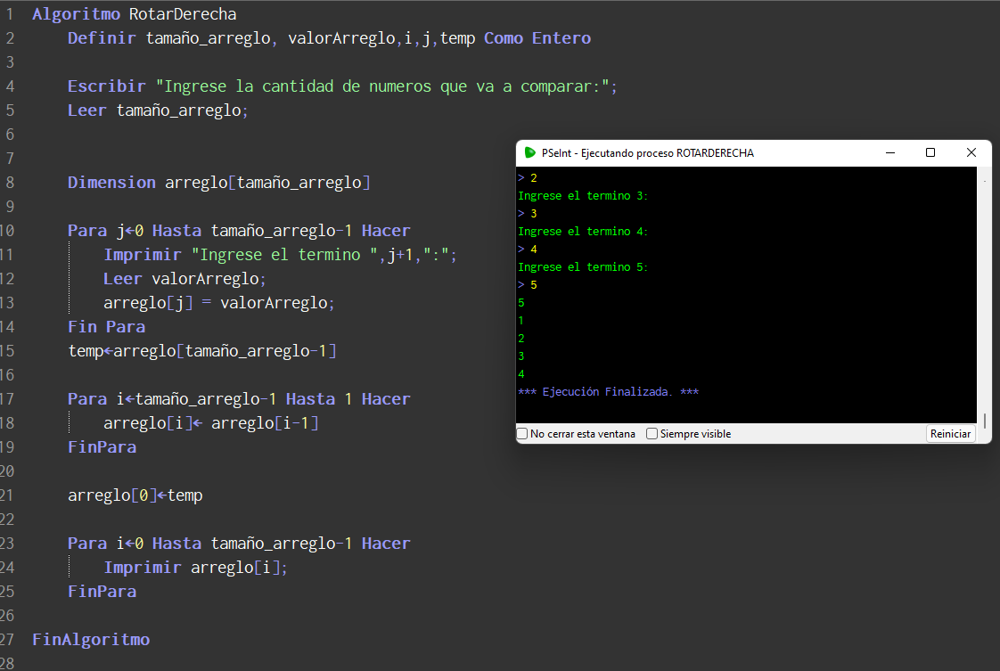 1 Algoritmo RotarDerecha
2 Definir tamaño_arreglo, valorArreglo,i,j,temp Como Entero
3
4 Escribir "Ingrese la cantidad de numeros que va a comparar:";
5 Leer tamaño_arreglo;
6
7
8 Dimension arreglo[tamaño_arreglo]
9
10 Para j←0 Hasta tamaño_arreglo-1 Hacer
11 Imprimir "Ingrese el termino ",j+1,":";
12 Leer valorArreglo;
13 arreglo[j] = valorArreglo;
14 Fin Para
15 temp←arreglo[tamaño_arreglo-1]
16
17 Para i←tamaño_arreglo-1 Hasta 1 Hacer
18 arreglo[i]← arreglo[i-1]
19 FinPara
20
21 arreglo[0]←temp
22
23 Para i←0 Hasta tamaño_arreglo-1 Hacer
24 Imprimir arreglo[i];
25 FinPara
26
27 FinAlgoritmo
28
PSeInt - Ejecutando proceso ROTARDERECHA
> 2
Ingrese el termino 3:
> 3
Ingrese el termino 4:
> 4
Ingrese el termino 5:
> 5
5
1
2
3
4
*** Ejecución Finalizada. ***
No cerrar esta ventana Siempre visible Reiniciar